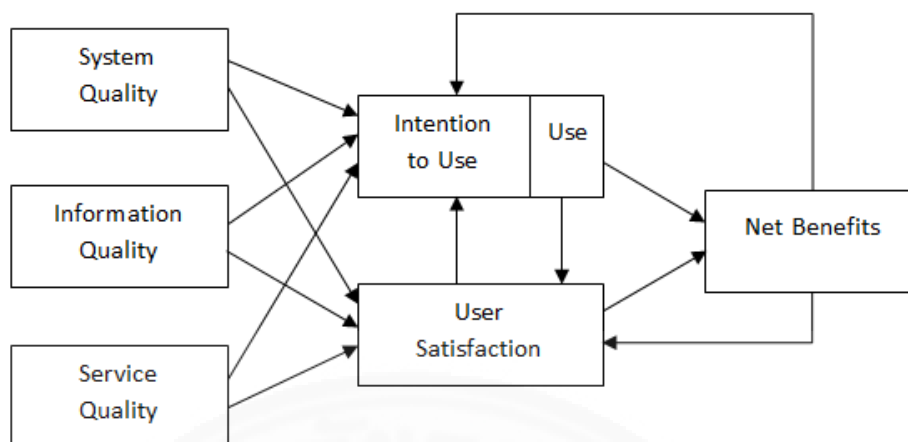 System
Quality
Information
Quality
Service
Quality
Intention
to Use
Use
User
Satisfaction
Net Benefits